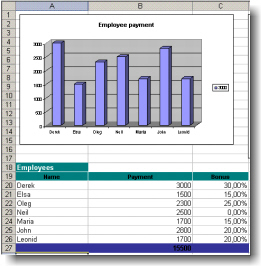 A B C
1
2 Employee payment
3
4 3000
5 2500
6
7 2000
8 1500
9 3000
10 1000
11 500
12 0
13 Derek Elsa Oleg Neil Maria John Leonid
14
15
16
17
18 Employees
19 Name Payment Bonus
20 Derek 3000 30,00%
21 Elsa 1500 15,00%
22 Oleg 2300 25,00%
23 Neil 2500 0,00%
24 Maria 1700 15,00%
25 John 2800 20,00%
26 Leonid 1700 20,00%
27 15500